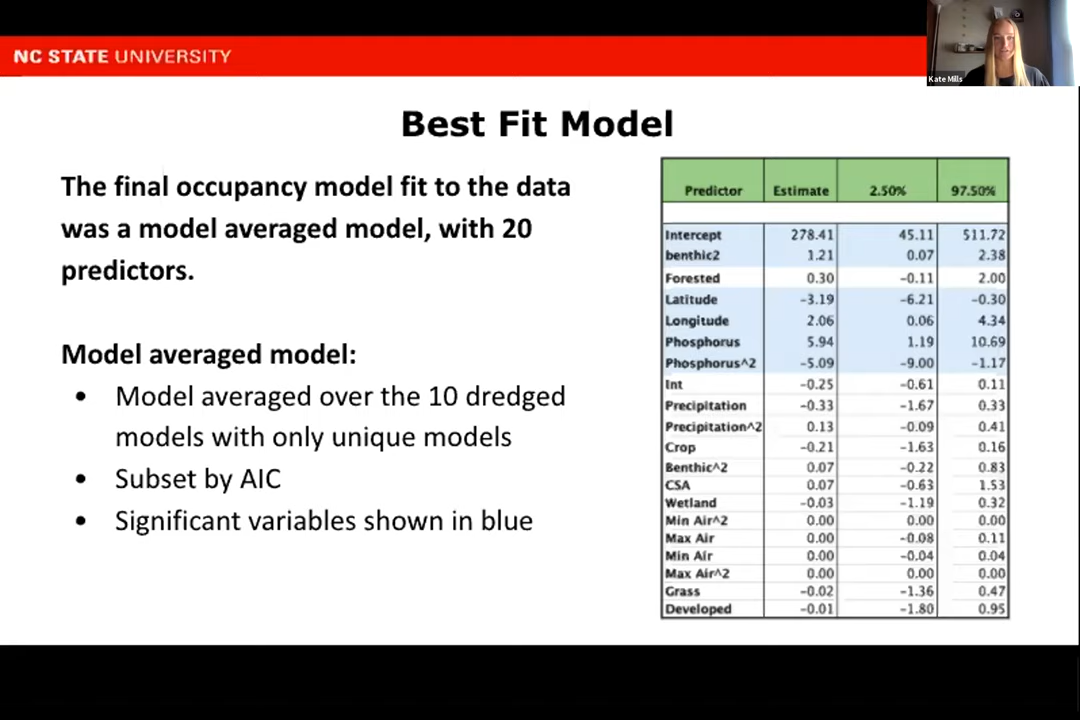 NC STATE UNIVERSITY
Kate Mills
Best Fit Model
The final occupancy model fit to the data
was a model averaged model, with 20
predictors.
Model averaged model:
• Model averaged over the 10 dredged
models with only unique models
• Subset by AIC
• Significant variables shown in blue
Predictor Estimate 2.50% 97.50%
Intercept 278.41 45.11 511.72
benthic2 1.21 0.07 2.38
Forested 0.30 -0.11 2.00
Latitude -3.19 -6.21 -0.30
Longitude 2.06 0.06 4.34
Phosphorus 5.94 1.19 10.69
Phosphorus^2 -5.09 -9.00 -1.17
Int -0.25 -0.61 0.11
Precipitation -0.33 -1.67 0.33
Precipitation^2 0.13 -0.09 0.41
Crop -0.21 -1.63 0.16
Benthic^2 0.07 -0.22 0.83
CSA 0.07 -0.63 1.53
Wetland -0.03 -1.19 0.32
Min Air^2 0.00 0.00 0.00
Max Air 0.00 -0.08 0.11
Min Air 0.00 -0.04 0.04
Max Air^2 0.00 0.00 0.00
Grass -0.02 -1.36 0.47
Developed -0.01 -1.80 0.95